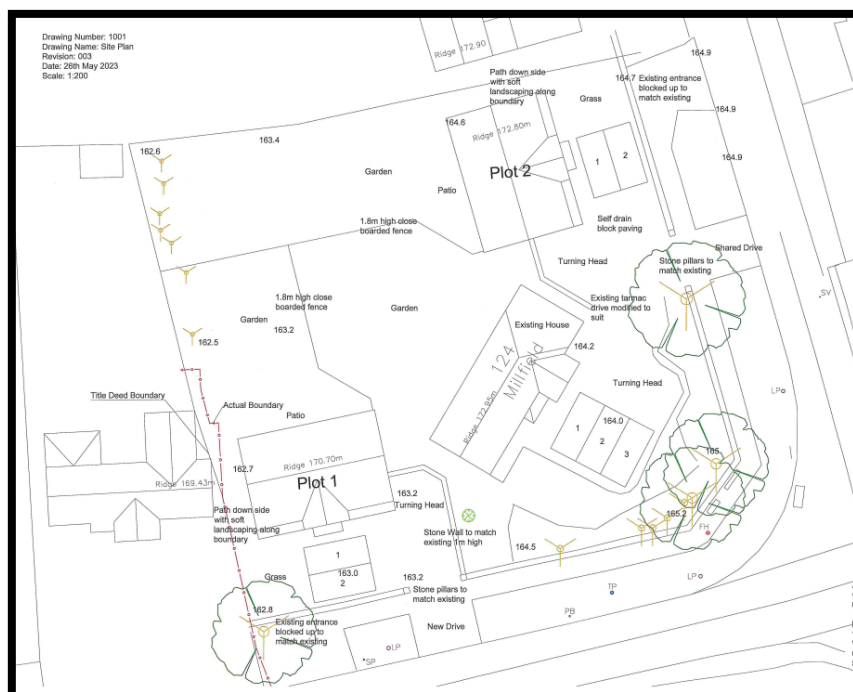 Drawing Number: 1001
Drawing Name: Site Plan
Revision: 003
Date: 26th May 2023
Scale: 1:200
Ridge 172.90
164.9
Path down side
with soft
landscaping along
boundary
164.7
Existing entrance
blocked up to
match existing
Grass
164.9
164.6
Ridge 172.80m
163.4
162.6
1
2
164.9
Garden
Plot 2
Patio
1.8m high close
boarded fence
Self drain
block paving
Shared Drive
Turning Head
Stone pillars to
match existing
SV
1.8m high close
boarded fence
Garden
Garden
163.2
Existing tarmac
drive modified to
suit
Existing House
162.5
164.2
124
Millfield
Turning Head
LP
Title Deed Boundary
Actual Boundary
Patio
Ridge 172.95m
1
164.0
2
3
162.7
Ridge 170.70m
165
Plot 1
Ridge 169.43m
163.2
Turning Head
Path down side
with soft
landscaping along
boundary
165.2
Stone Wall to match
existing 1m high
FH
164.5
1
163.0
2
Grass
163.2
Stone pillars to
match existing
LP
TP
162.8
PB
Existing entrance
blocked up to
match existing
New Drive
LP
SP